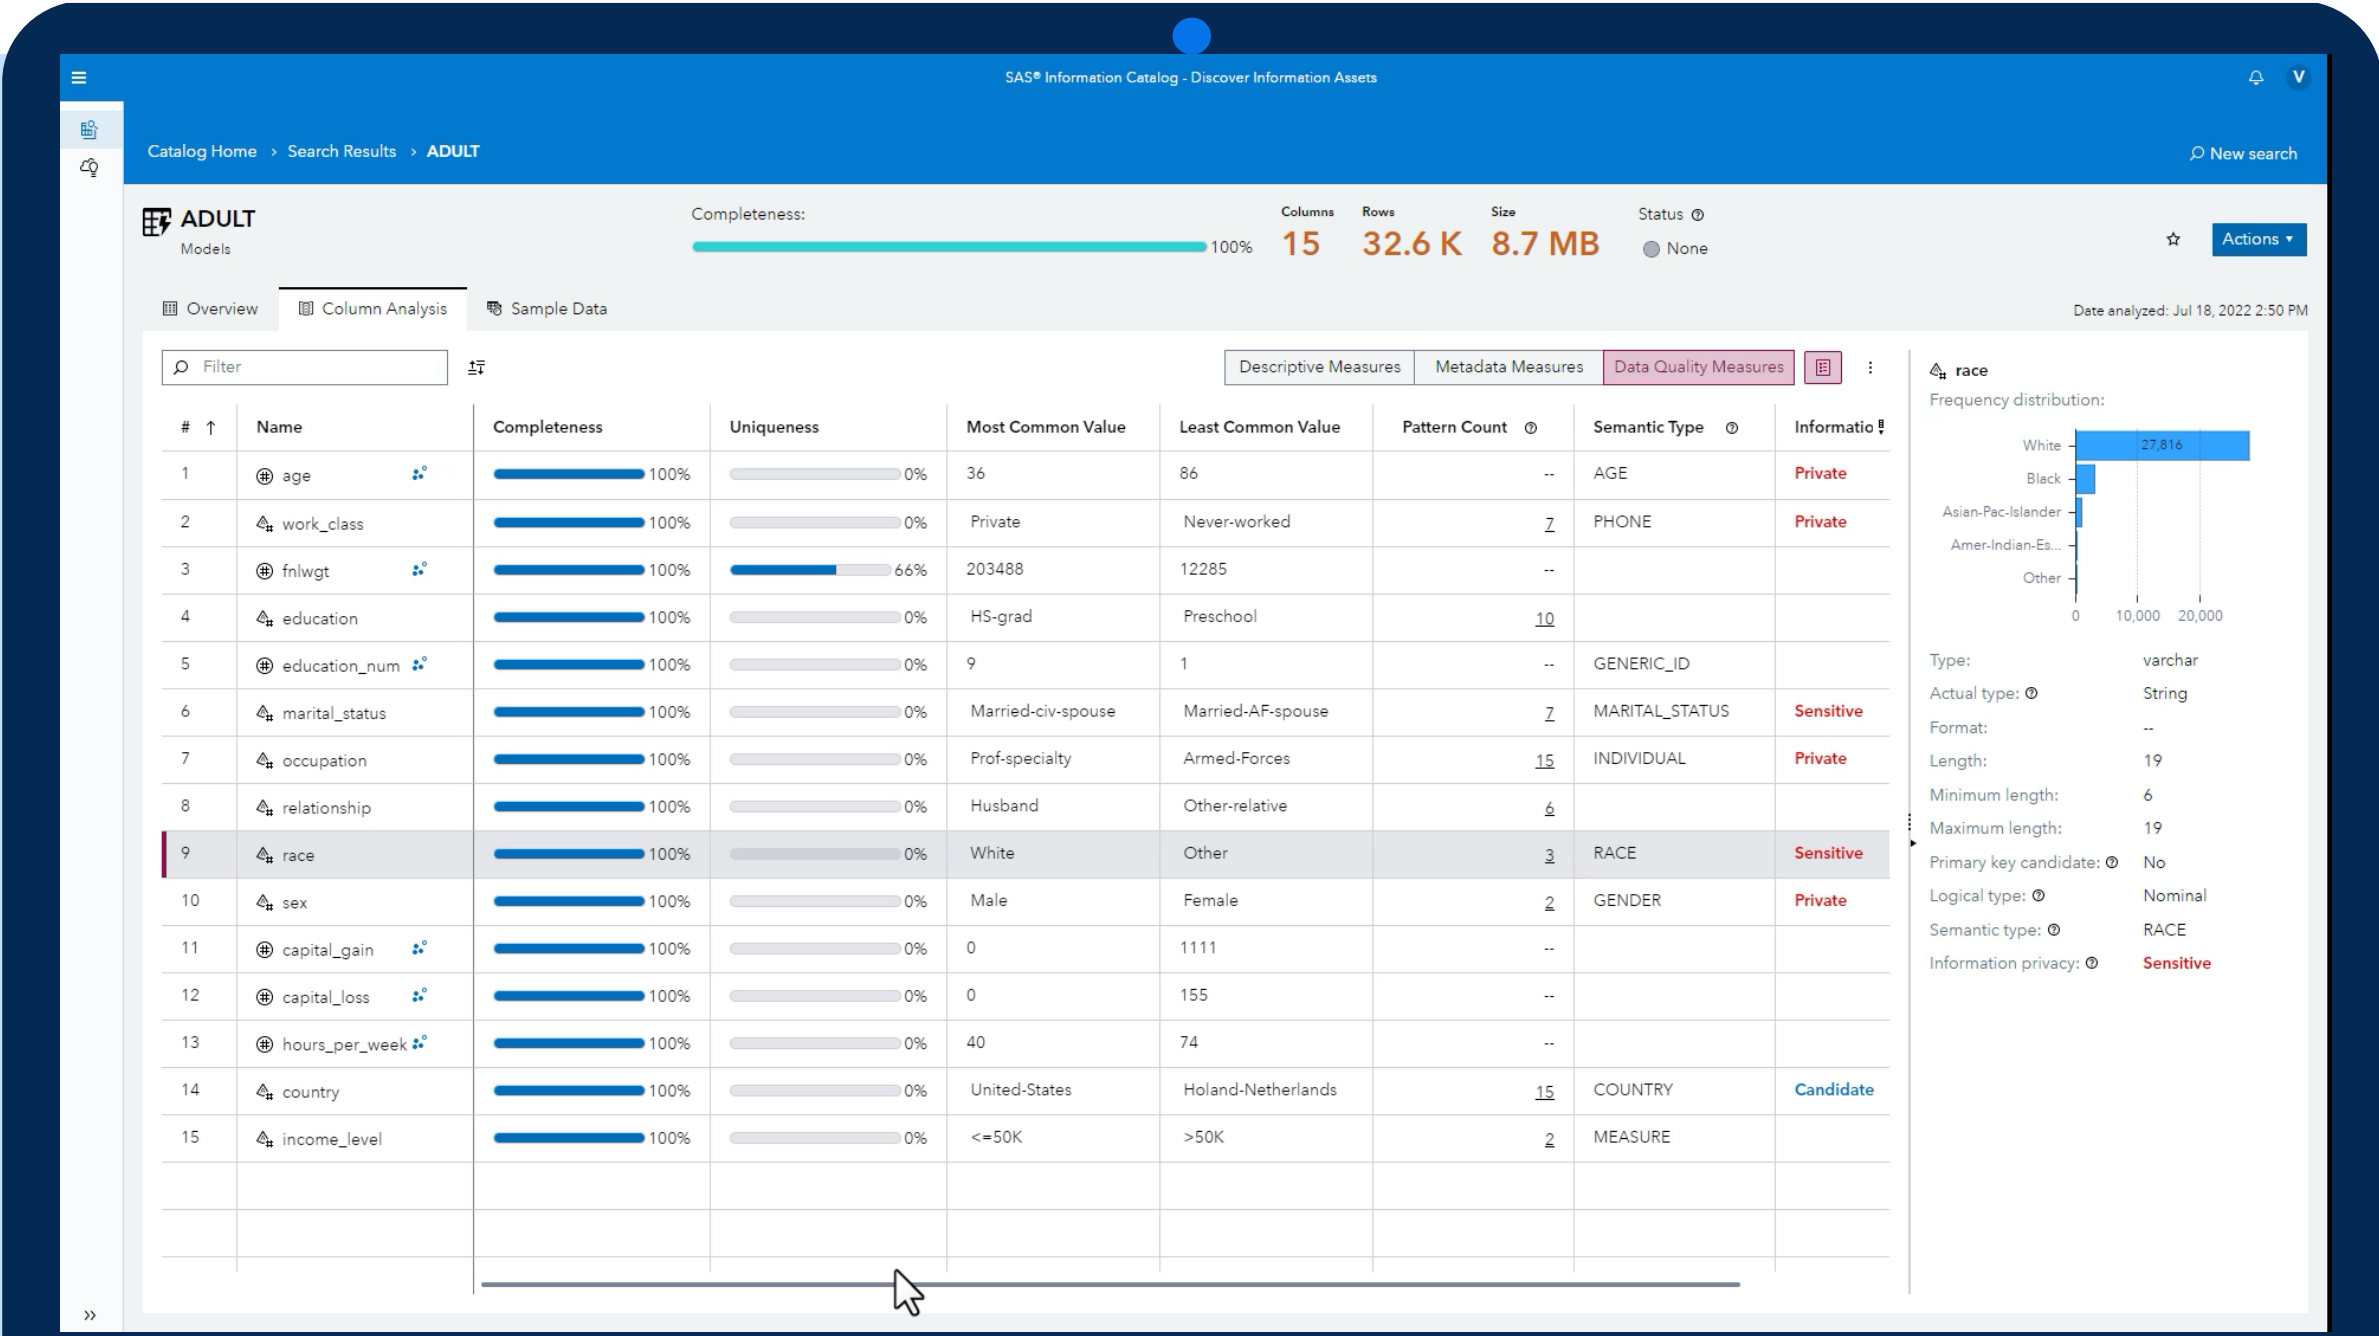 SAS® Information Catalog - Discover Information Assets
V
Catalog Home > Search Results > ADULT
New search
ADULT
Models
Completeness:
100%
Columns
15
Rows
32.6 K
Size
8.7 MB
Status
None
Actions
Overview
Column Analysis
Sample Data
Date analyzed: Jul 18, 2022 2:50 PM
Filter
Descriptive Measures
Metadata Measures
Data Quality Measures
# ↑ Name Completeness Uniqueness Most Common Value Least Common Value Pattern Count Semantic Type Informatio
1 age 100% 0% 36 86 -- AGE Private
2 work_class 100% 0% Private Never-worked 7 PHONE Private
3 fnlwgt 100% 66% 203488 12285 --
4 education 100% 0% HS-grad Preschool 10
5 education_num 100% 0% 9 1 -- GENERIC_ID
6 marital_status 100% 0% Married-civ-spouse Married-AF-spouse 7 MARITAL_STATUS Sensitive
7 occupation 100% 0% Prof-specialty Armed-Forces 15 INDIVIDUAL Private
8 relationship 100% 0% Husband Other-relative 6
9 race 100% 0% White Other 3 RACE Sensitive
10 sex 100% 0% Male Female 2 GENDER Private
11 capital_gain 100% 0% 0 1111 --
12 capital_loss 100% 0% 0 155 --
13 hours_per_week 100% 0% 40 74 --
14 country 100% 0% United-States Holand-Netherlands 15 COUNTRY Candidate
15 income_level 100% 0% <=50K >50K 2 MEASURE
race
Frequency distribution:
White 27,816
Black
Asian-Pac-Islander
Amer-Indian-Es...
Other
0 10,000 20,000
Type: varchar
Actual type: String
Format: --
Length: 19
Minimum length: 6
Maximum length: 19
Primary key candidate: No
Logical type: Nominal
Semantic type: RACE
Information privacy: Sensitive